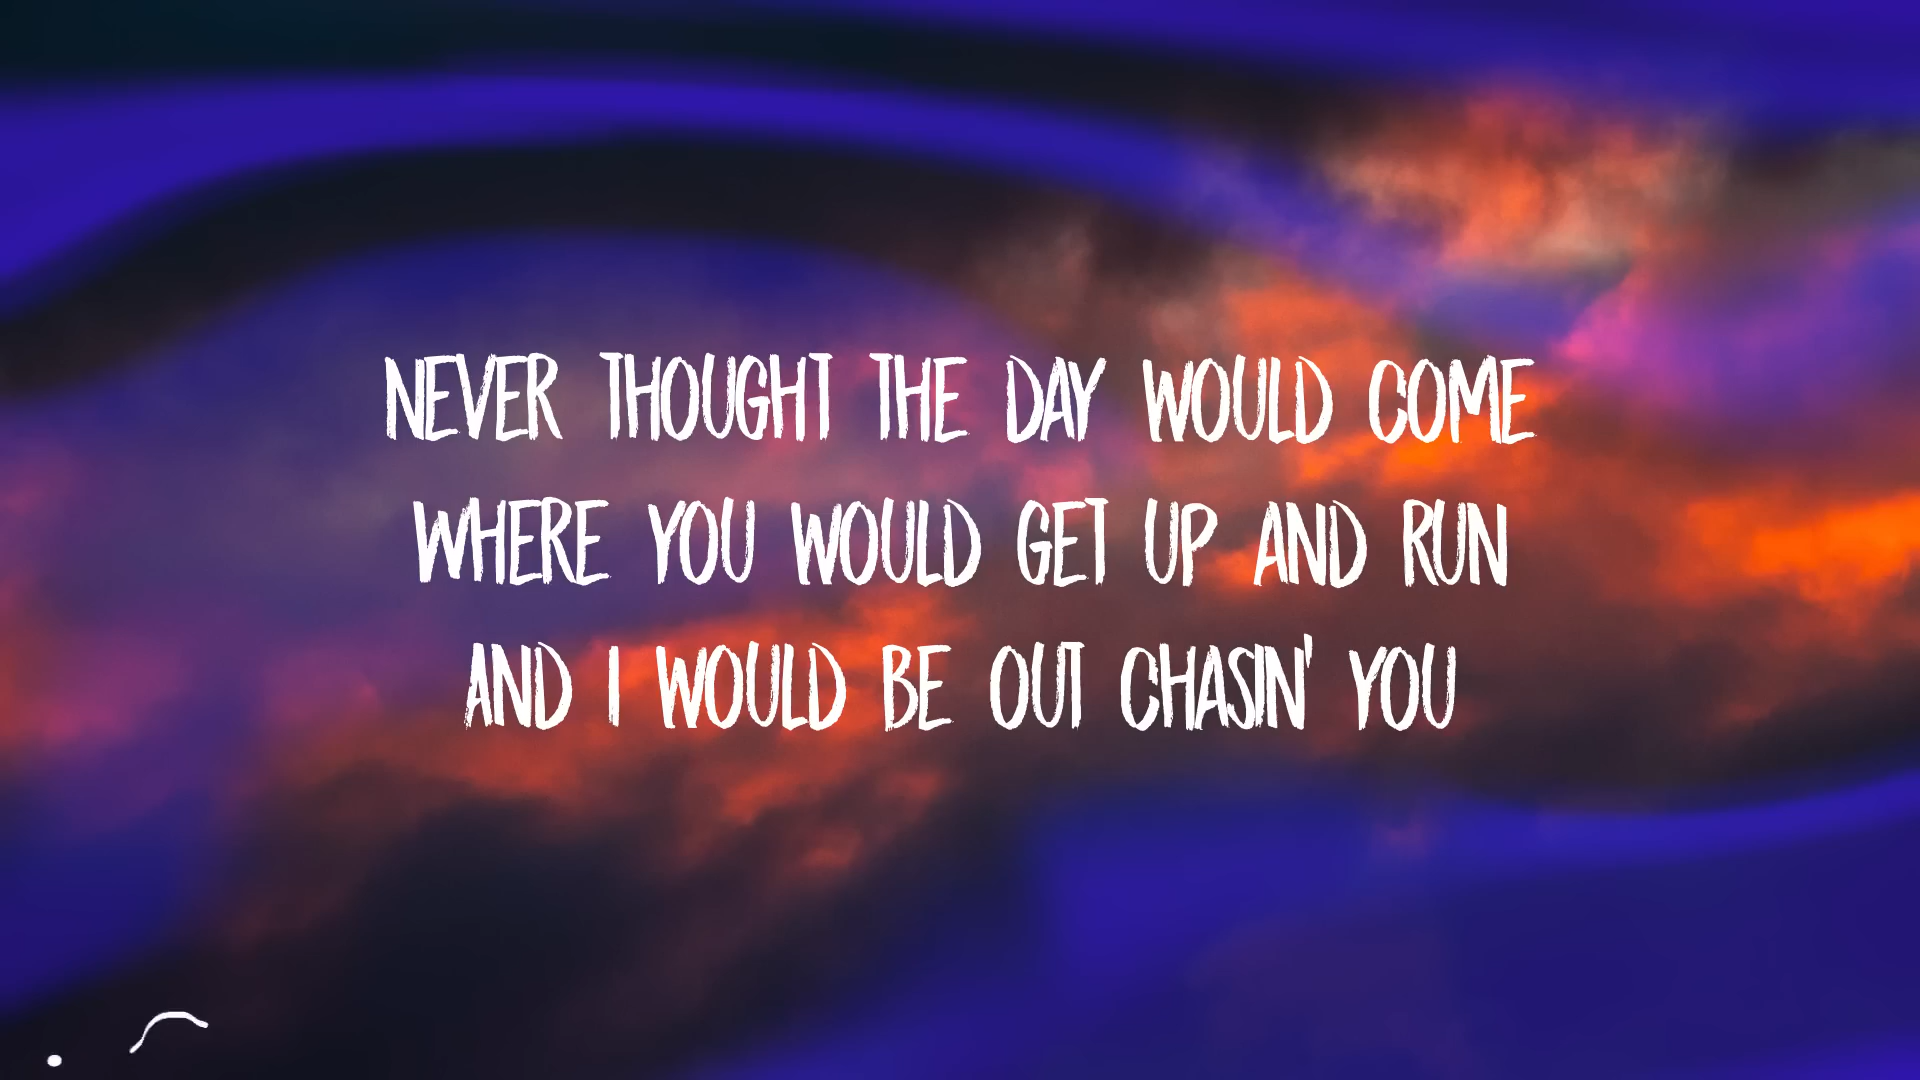 NEVER THOUGHT THE DAY WOULD COME
WHERE YOU WOULD GET UP AND RUN
AND I WOULD BE OUT CHASIN' YOU